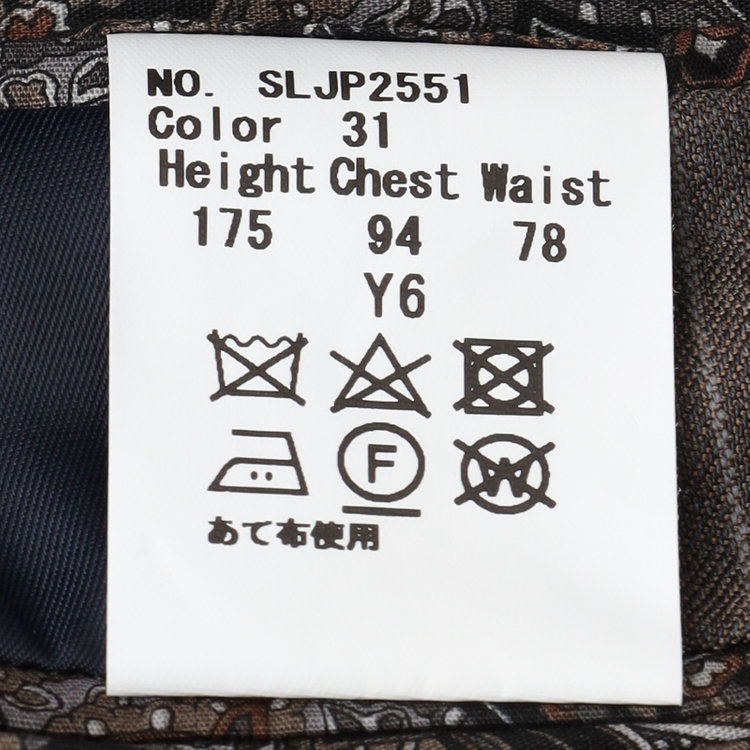 NO. SLJP2551
Color 31
Height Chest Waist
175 94 78
Y6
F W
あて布使用